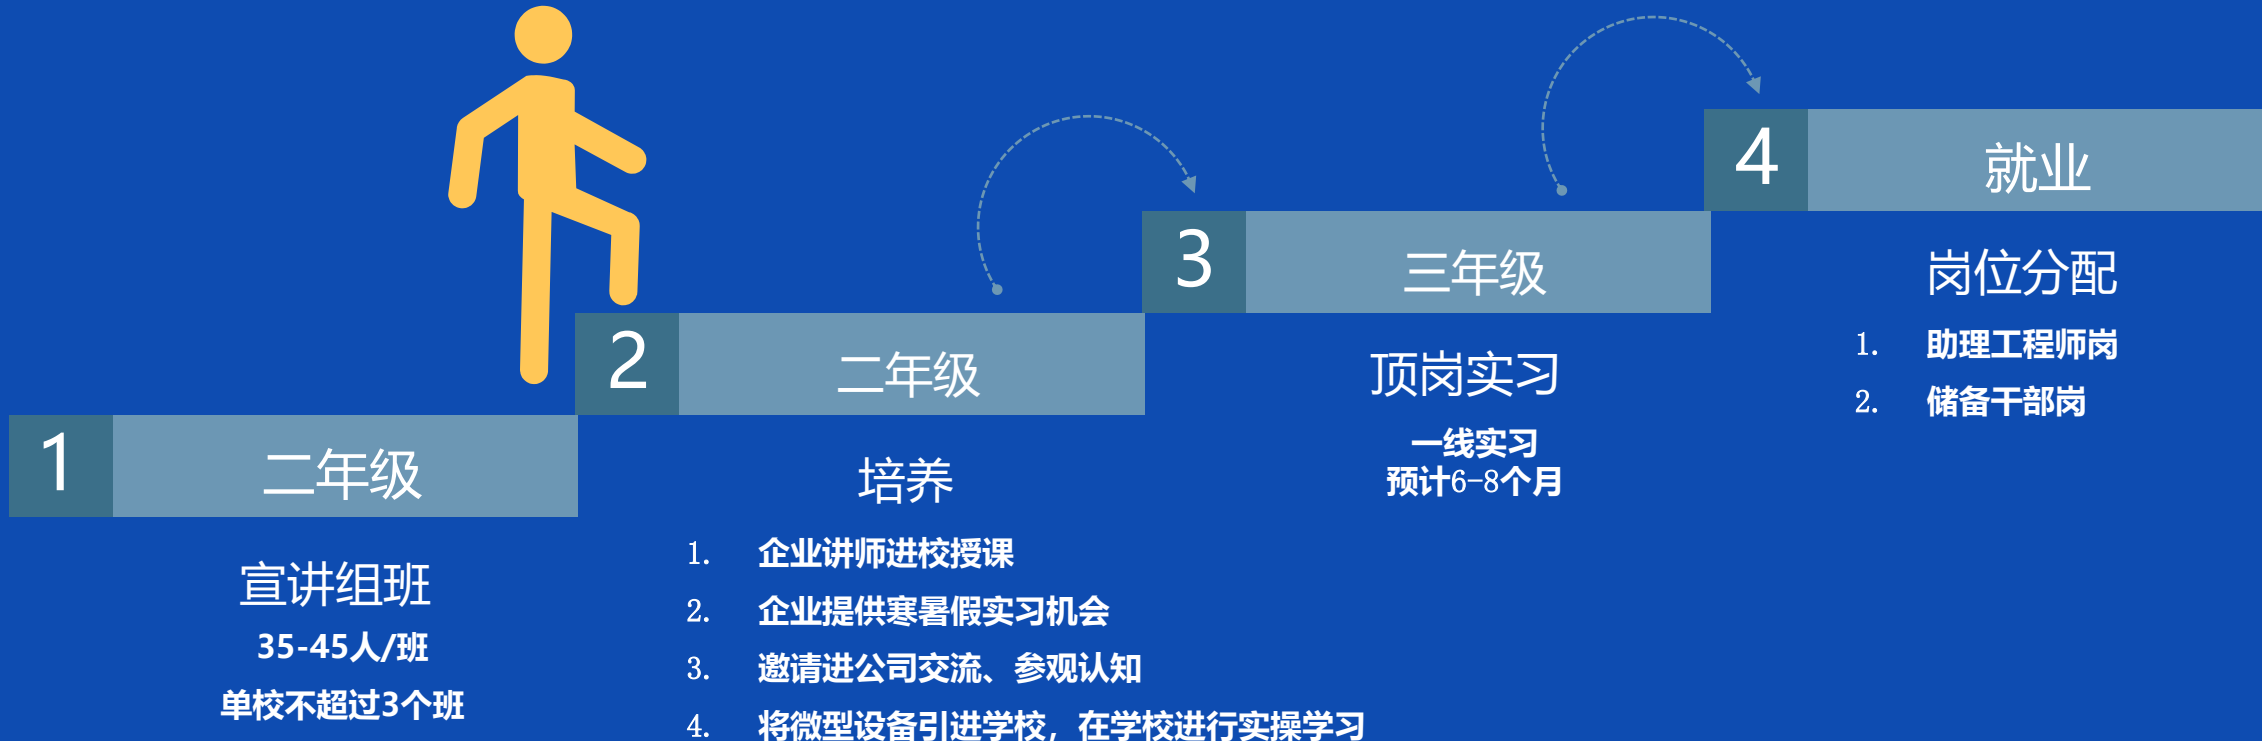 1
二年级
宣讲组班
35-45人/班
单校不超过3个班
2
二年级
培养
1. 企业讲师进校授课
2. 企业提供寒暑假实习机会
3. 邀请进公司交流、参观认知
4. 将微型设备引进学校，在学校进行实操学习
3
三年级
顶岗实习
一线实习
预计6-8个月
4
就业
岗位分配
1. 助理工程师岗
2. 储备干部岗